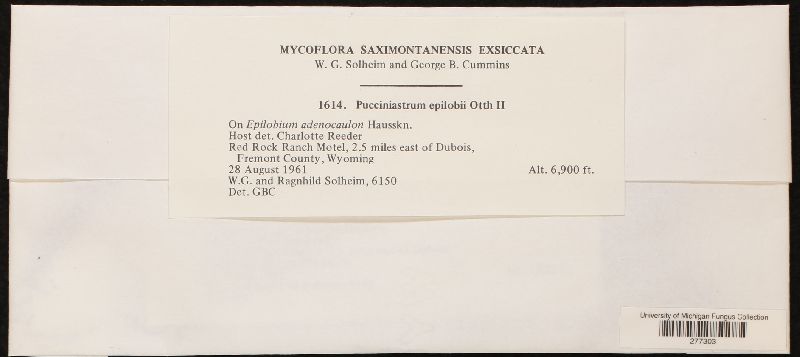 MYCOFLORA SAXIMONTANENSIS EXSICCATA
W. G. Solheim and George B. Cummins
1614. Pucciniastrum epilobii Otth II
On Epilobium adenocaulon Hausskn.
Host det. Charlotte Reeder
Red Rock Ranch Motel, 2.5 miles east of Dubois,
Fremont County, Wyoming
28 August 1961 Alt. 6,900 ft.
W.G. and Ragnhild Solheim, 6150
Det. GBC
University of Michigan Fungus Collection
277303